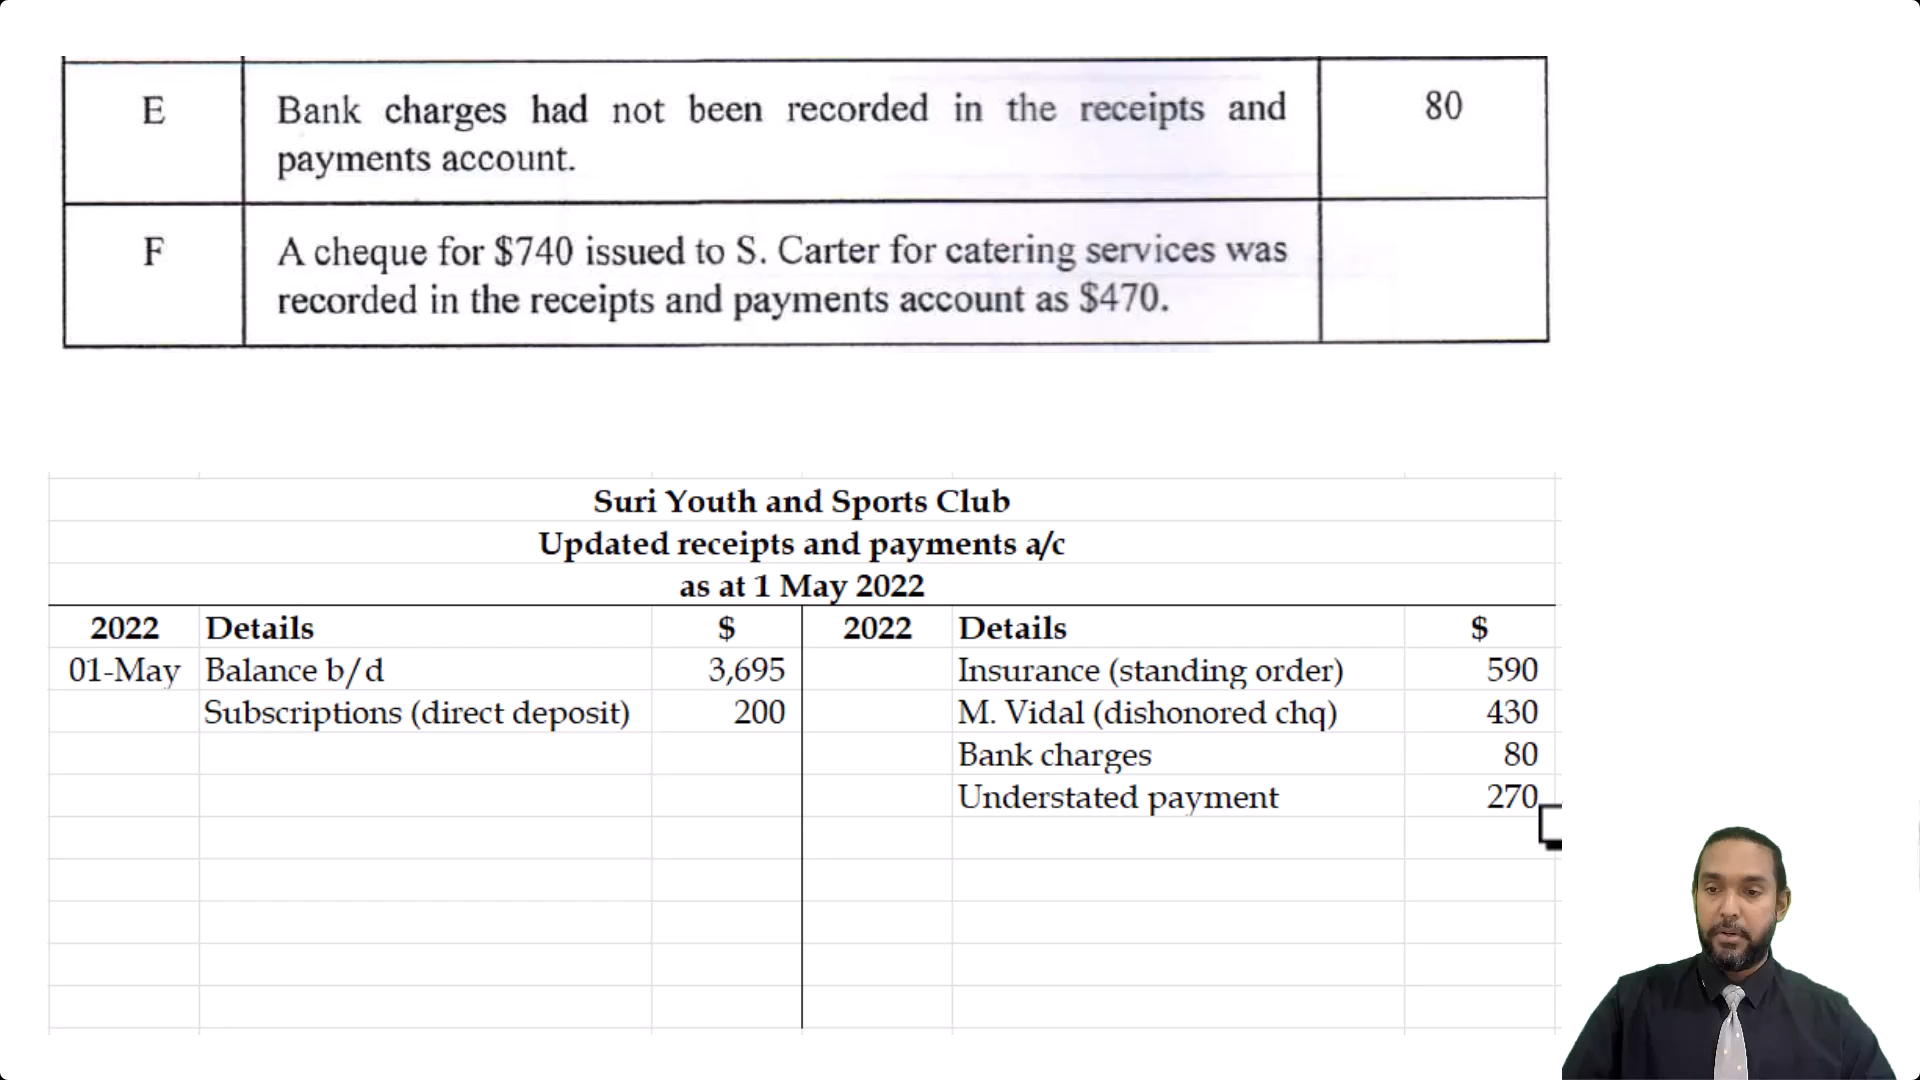 E Bank charges had not been recorded in the receipts and 80
payments account.
F A cheque for $740 issued to S. Carter for catering services was
recorded in the receipts and payments account as $470.
Suri Youth and Sports Club
Updated receipts and payments a/c
as at 1 May 2022
2022 Details $ 2022 Details $
01-May Balance b/d 3,695 Insurance (standing order) 590
Subscriptions (direct deposit) 200 M. Vidal (dishonored chq) 430
Bank charges 80
Understated payment 270